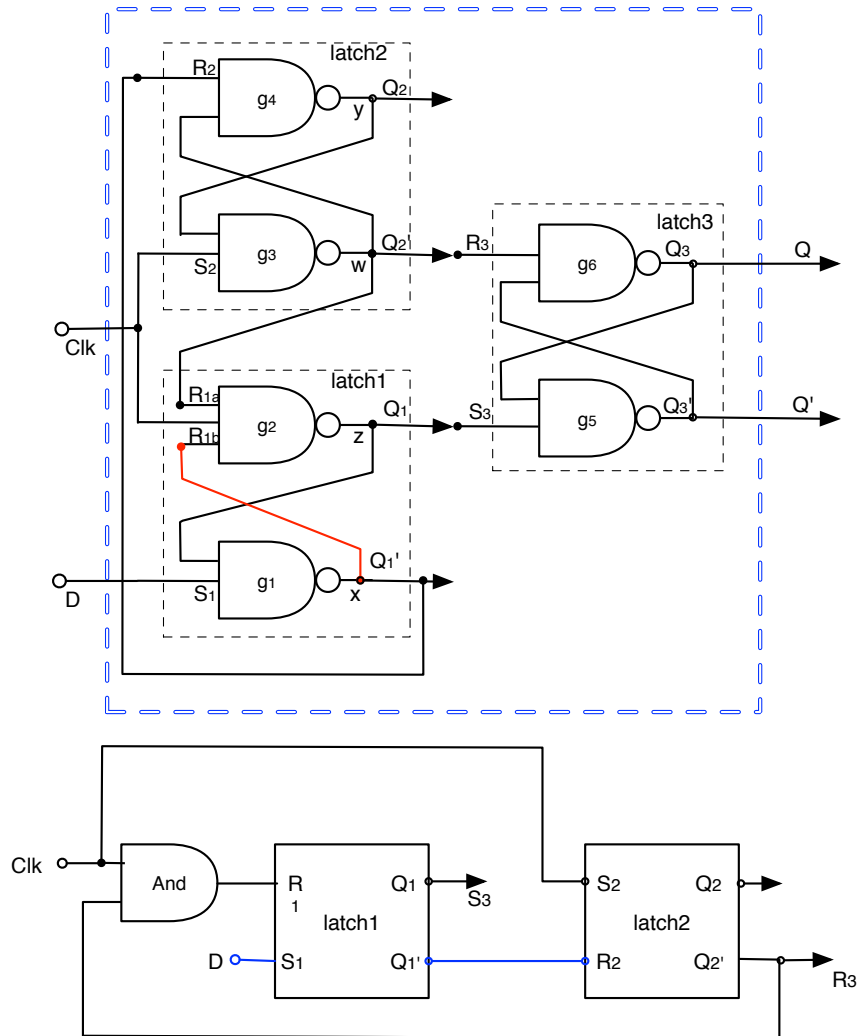 latch2
R2
g4
Q2
y
latch3
g3
Q2'
R3
Q3
Q
S2
w
g6
Clk
latch1
R1a
Q1
S3
Q3'
Q'
g2
g5
R1b
z
Q1'
D
S1
g1
x
Clk
And
R
1
Q1
S3
S2
Q2
latch1
latch2
D
S1
Q1'
R2
Q2'
R3